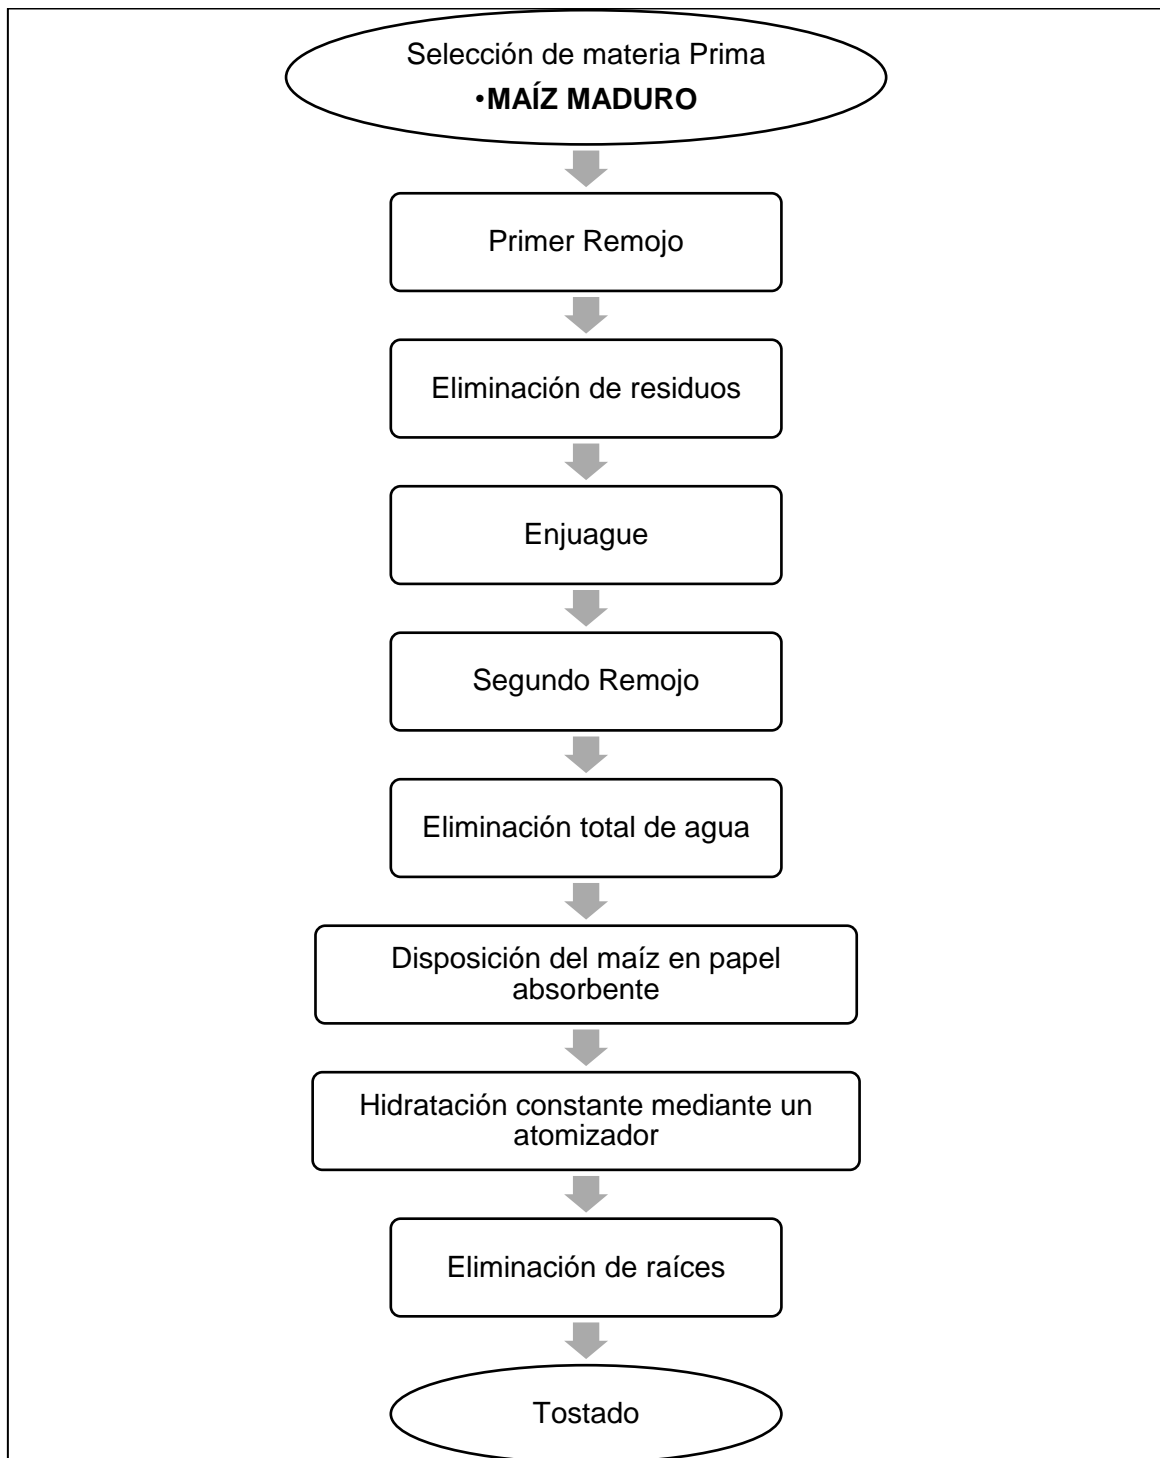 Selección de materia Prima
•MAÍZ MADURO
Primer Remojo
Eliminación de residuos
Enjuague
Segundo Remojo
Eliminación total de agua
Disposición del maíz en papel
absorbente
Hidratación constante mediante un
atomizador
Eliminación de raíces
Tostado